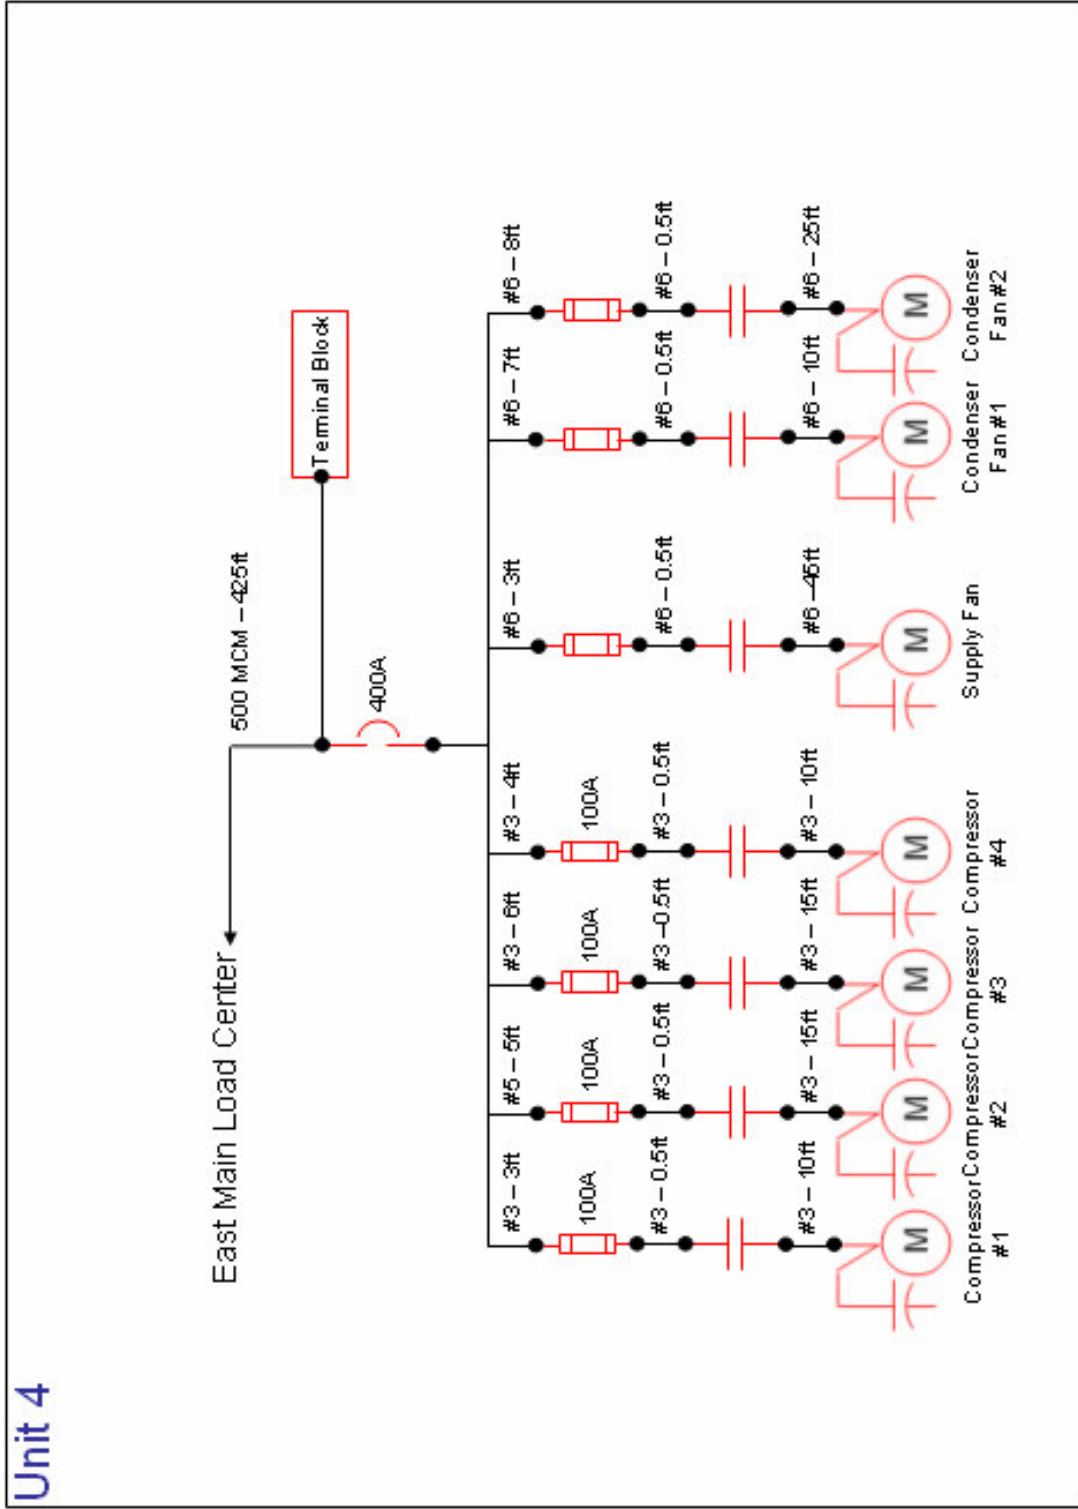 Unit 4
500 MCM – 425ft
East Main Load Center
Terminal Block
400A
#3 – 3ft
#5 – 5ft
#3 – 6ft
#3 – 4ft
#6 – 3ft
#6 – 7ft
#6 – 8ft
100A
100A
100A
100A
#3 – 0.5ft
#3 – 0.5ft
#3 –0.5ft
#3 – 0.5ft
#6 – 0.5ft
#6 – 0.5ft
#6 – 0.5ft
#3 – 10ft
#3 – 15ft
#3 – 15ft
#3 – 10ft
#6 –45ft
#6 – 10ft
#6 – 25ft
M
M
M
M
M
M
M
Compressor
#1
Compressor
#2
Compressor
#3
Compressor
#4
Supply Fan
Condenser
Fan #1
Condenser
Fan #2